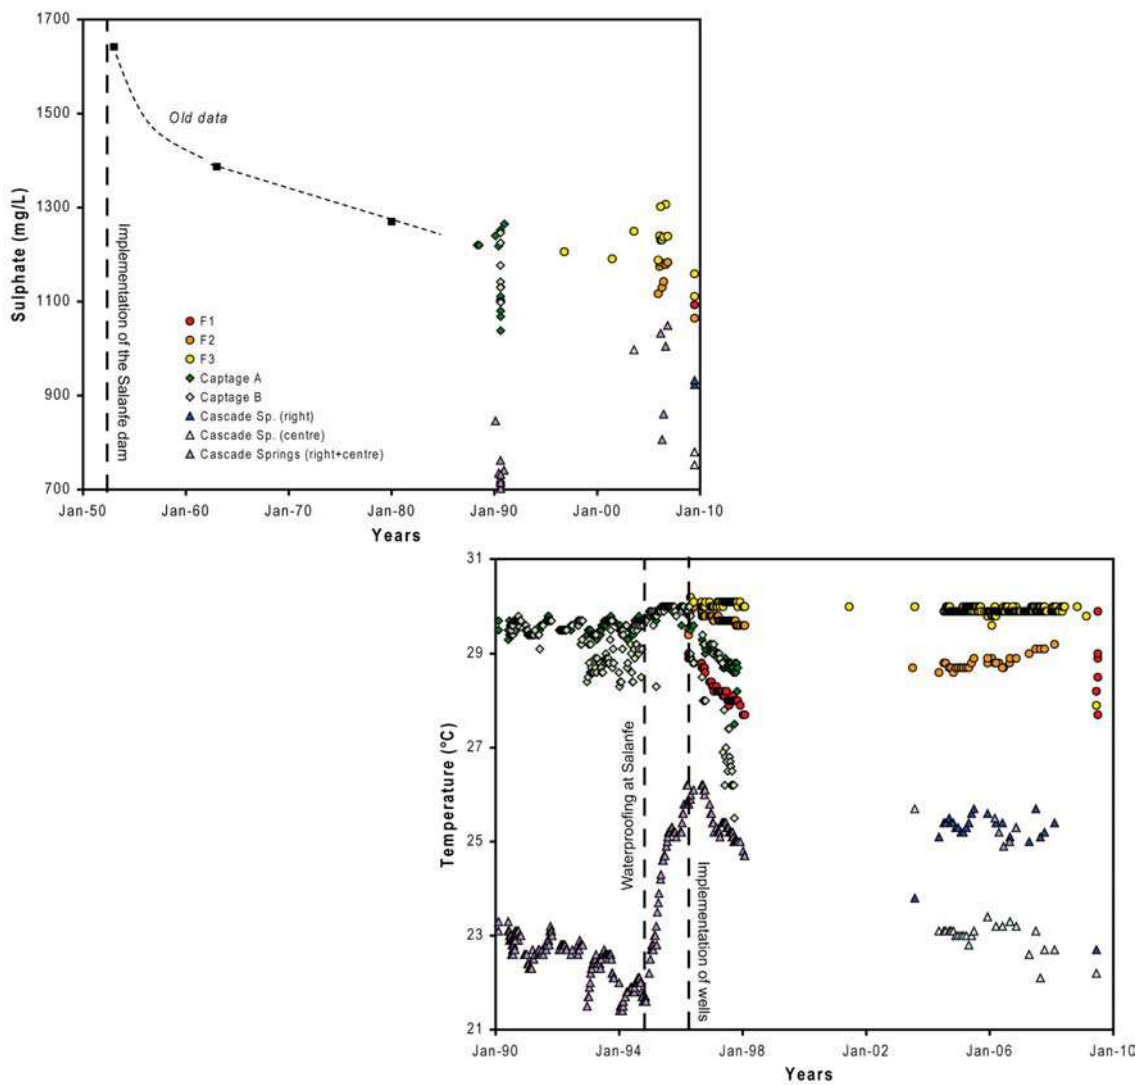 1700
1500
1300
1100
900
700
Sulphate (mg/L)
Old data
Implementation of the Salanfe dam
F1
F2
F3
Captage A
Captage B
Cascade Sp. (right)
Cascade Sp. (centre)
Cascade Springs (right+centre)
Jan-50 Jan-60 Jan-70 Jan-80 Jan-90 Jan-00 Jan-10
Years
31
29
27
25
23
21
Temperature (°C)
Waterproofing at Salanfe
Implementation of wells
Jan-90 Jan-94 Jan-98 Jan-02 Jan-06 Jan-10
Years